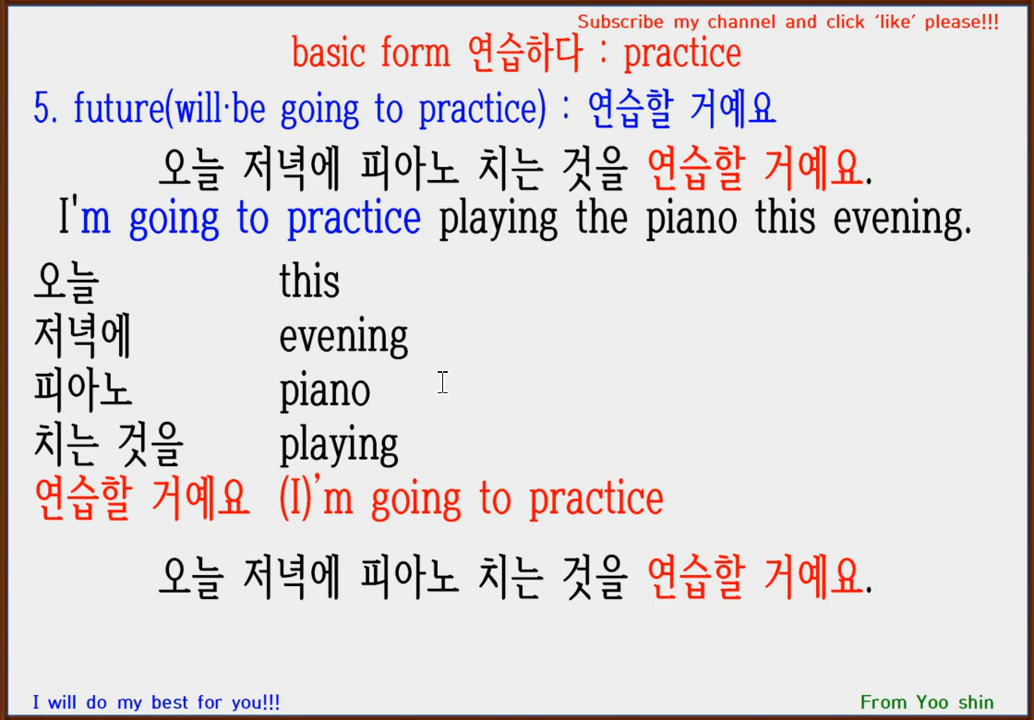 Subscribe my channel and click 'like' please!!!
basic form 연습하다 : practice
5. future(will·be going to practice) : 연습할 거예요
오늘 저녁에 피아노 치는 것을 연습할 거예요.
I'm going to practice playing the piano this evening.
오늘 this
저녁에 evening
피아노 piano
치는 것을 playing
연습할 거예요 (I)'m going to practice
오늘 저녁에 피아노 치는 것을 연습할 거예요.
I will do my best for you!!!
From Yoo shin